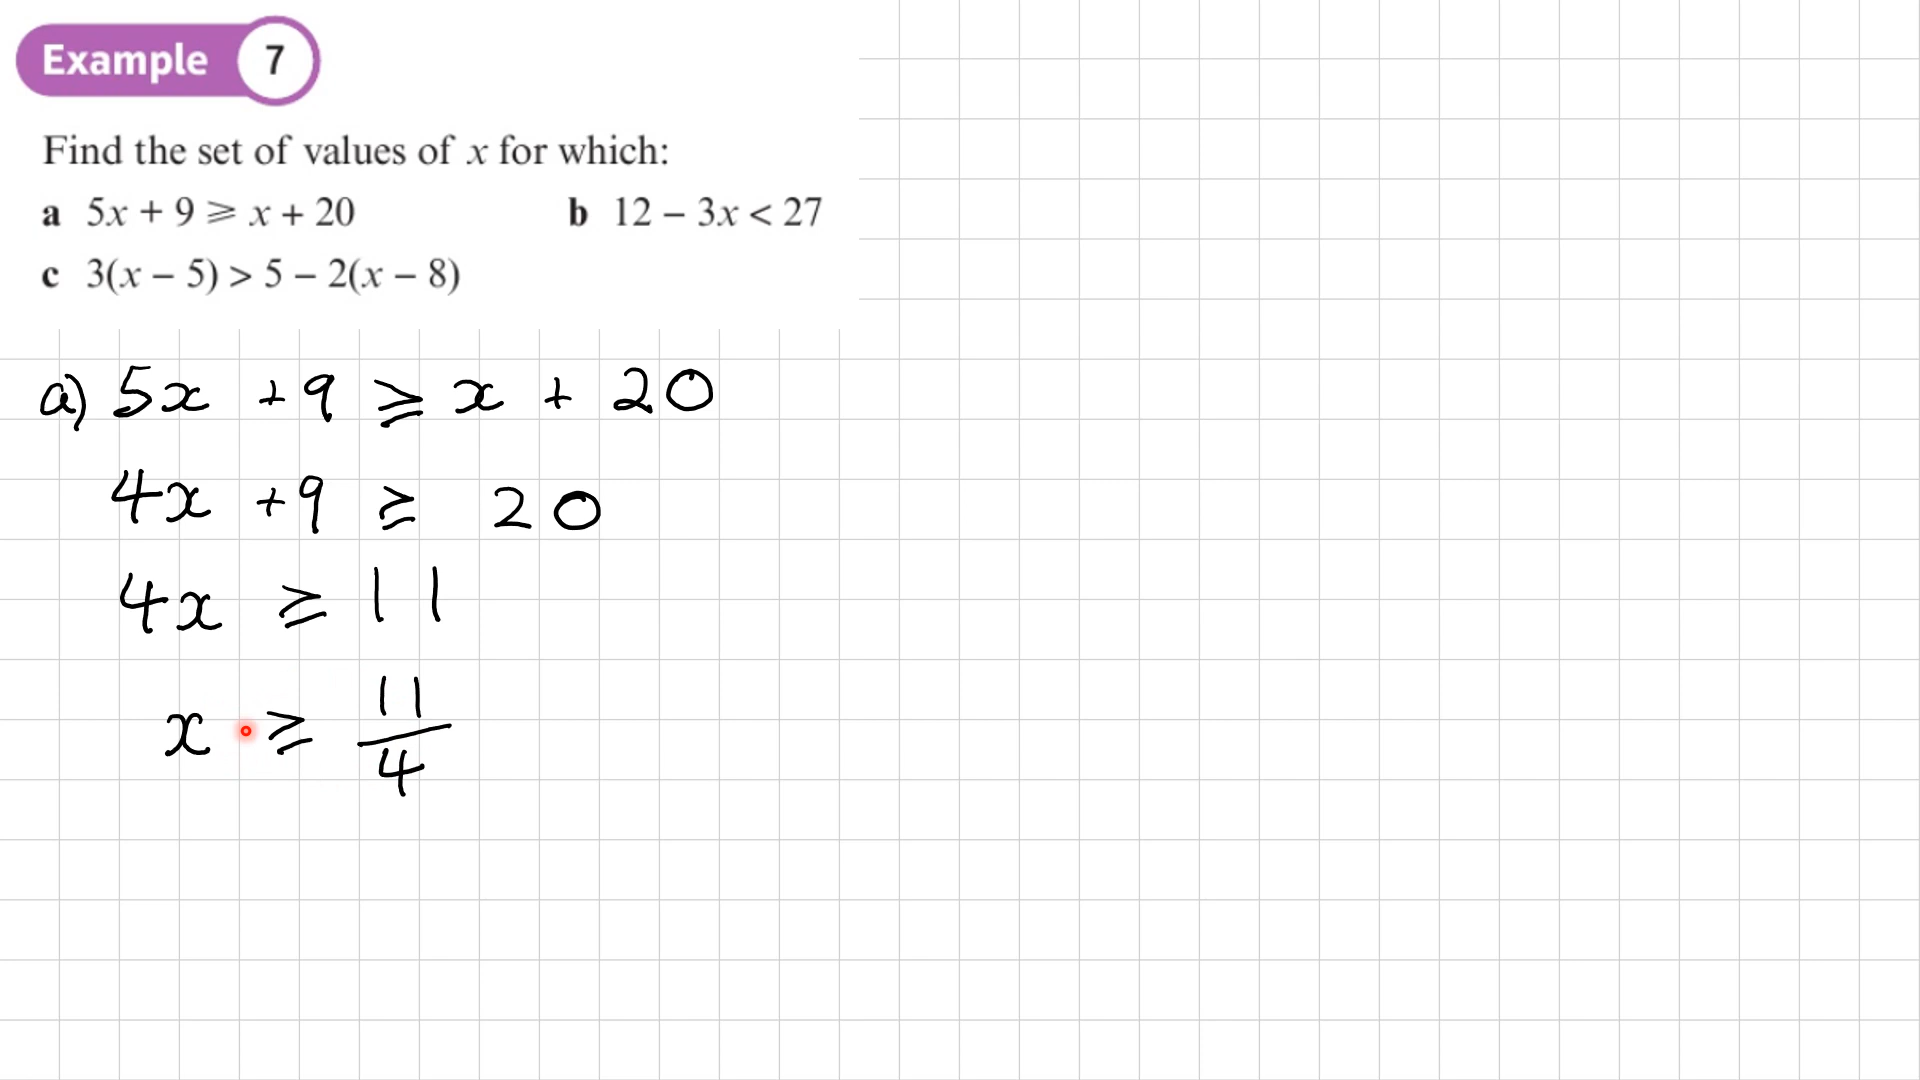 Example 7
Find the set of values of x for which:
a 5x + 9 ⩾ x + 20 b 12 – 3x < 27
c 3(x – 5) > 5 – 2(x – 8)
a) 5x + 9 ≥ x + 20
4x + 9 ≥ 20
4x ≥ 11
x ≥ 11/4